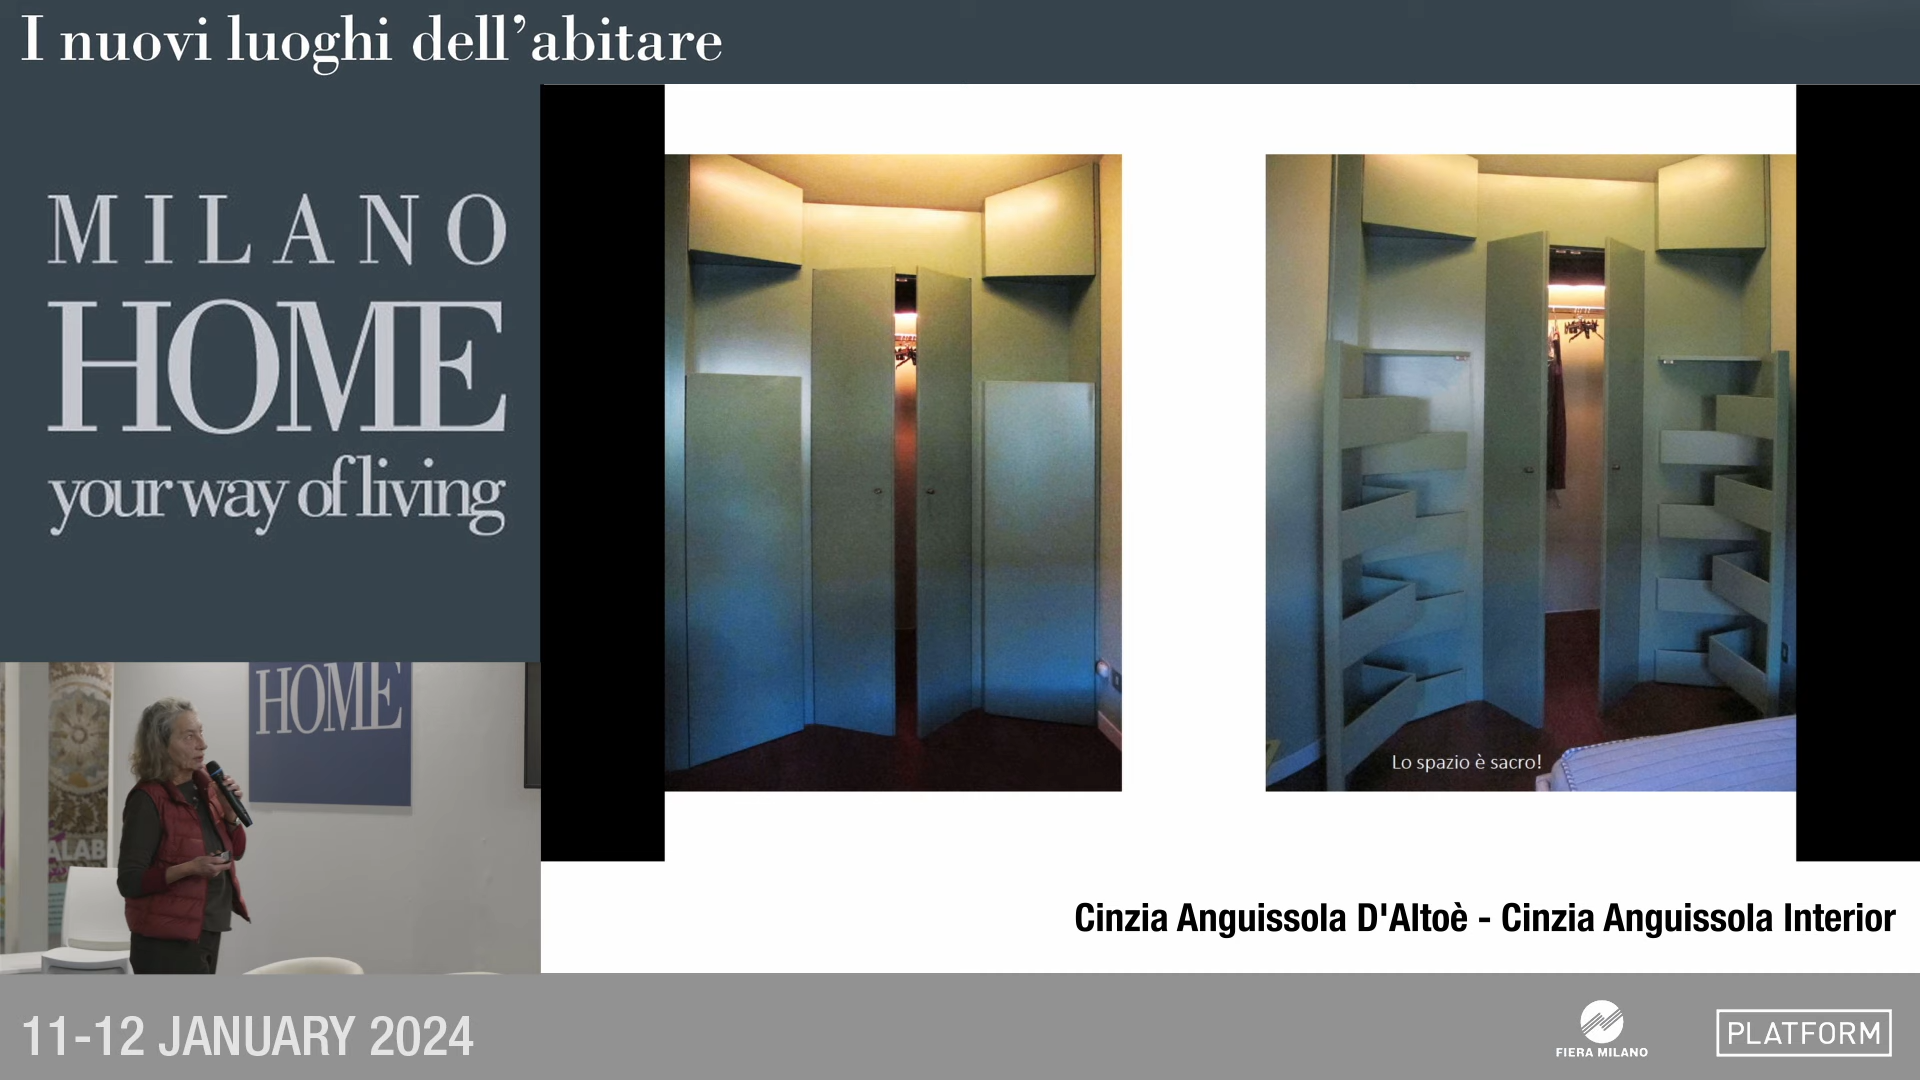 I nuovi luoghi dell’abitare
MILANO
HOME
your way of living
HOME
ALAB
Lo spazio è sacro!
Cinzia Anguissola D'Altoè - Cinzia Anguissola Interior
11-12 JANUARY 2024
FIERA MILANO
PLATFORM